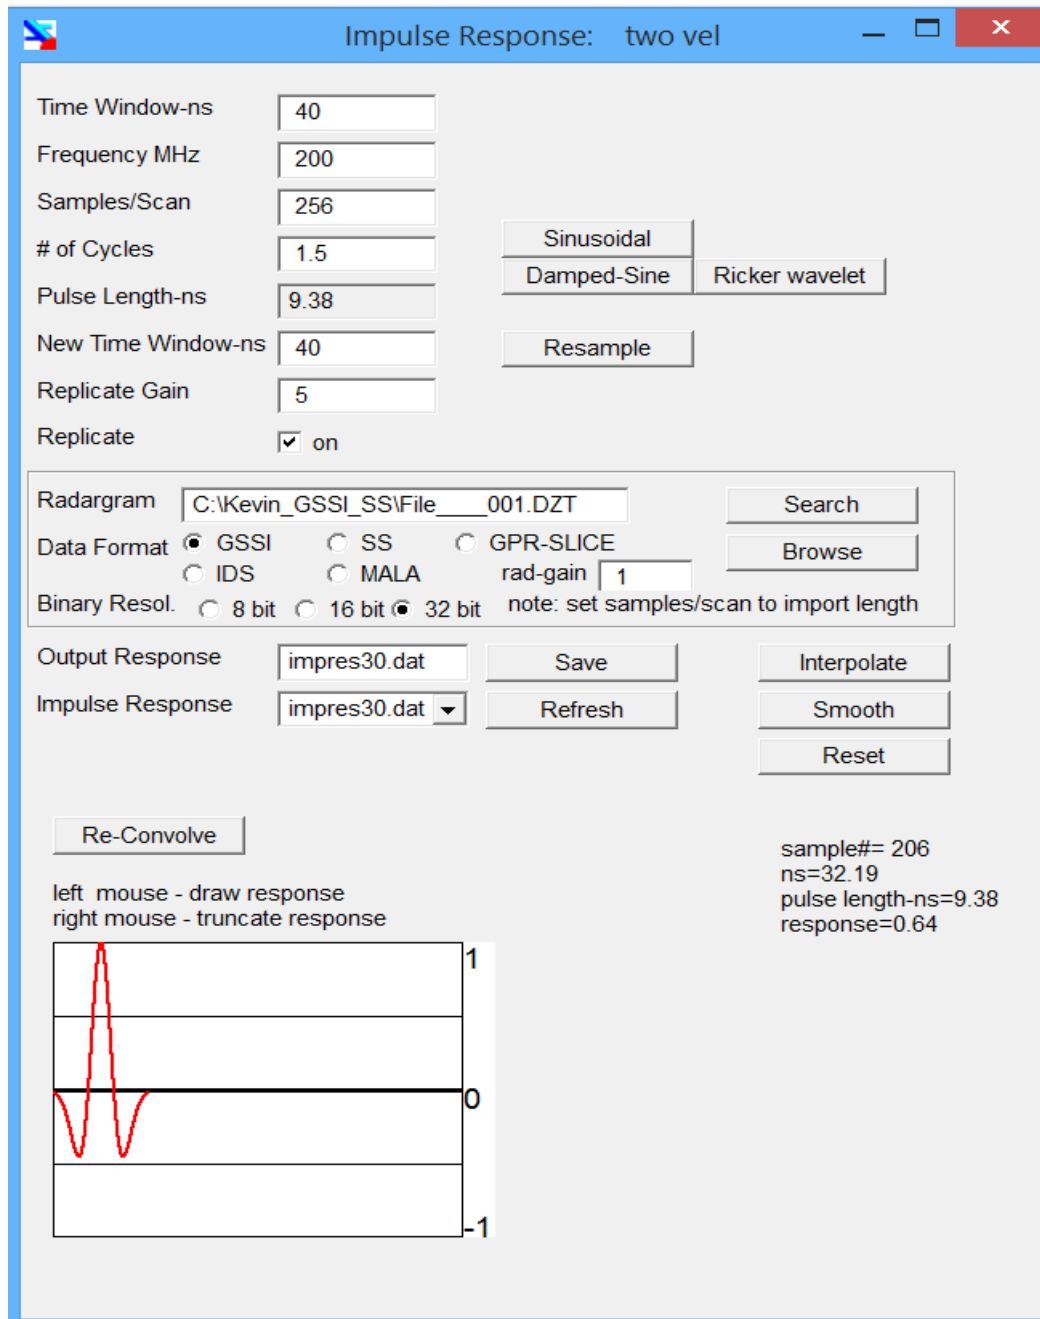 Impulse Response: two vel
Time Window-ns 40
Frequency MHz 200
Samples/Scan 256
# of Cycles 1.5
Sinusoidal
Damped-Sine Ricker wavelet
Pulse Length-ns 9.38
New Time Window-ns 40 Resample
Replicate Gain 5
Replicate on
Radargram C:\Kevin_GSSI_SS\File____001.DZT Search
Data Format GSSI SS GPR-SLICE Browse
IDS MALA rad-gain 1
Binary Resol. 8 bit 16 bit 32 bit note: set samples/scan to import length
Output Response impres30.dat Save Interpolate
Impulse Response impres30.dat Refresh Smooth
Reset
Re-Convolve
sample#= 206
ns=32.19
pulse length-ns=9.38
response=0.64
left mouse - draw response
right mouse - truncate response
1
0
-1